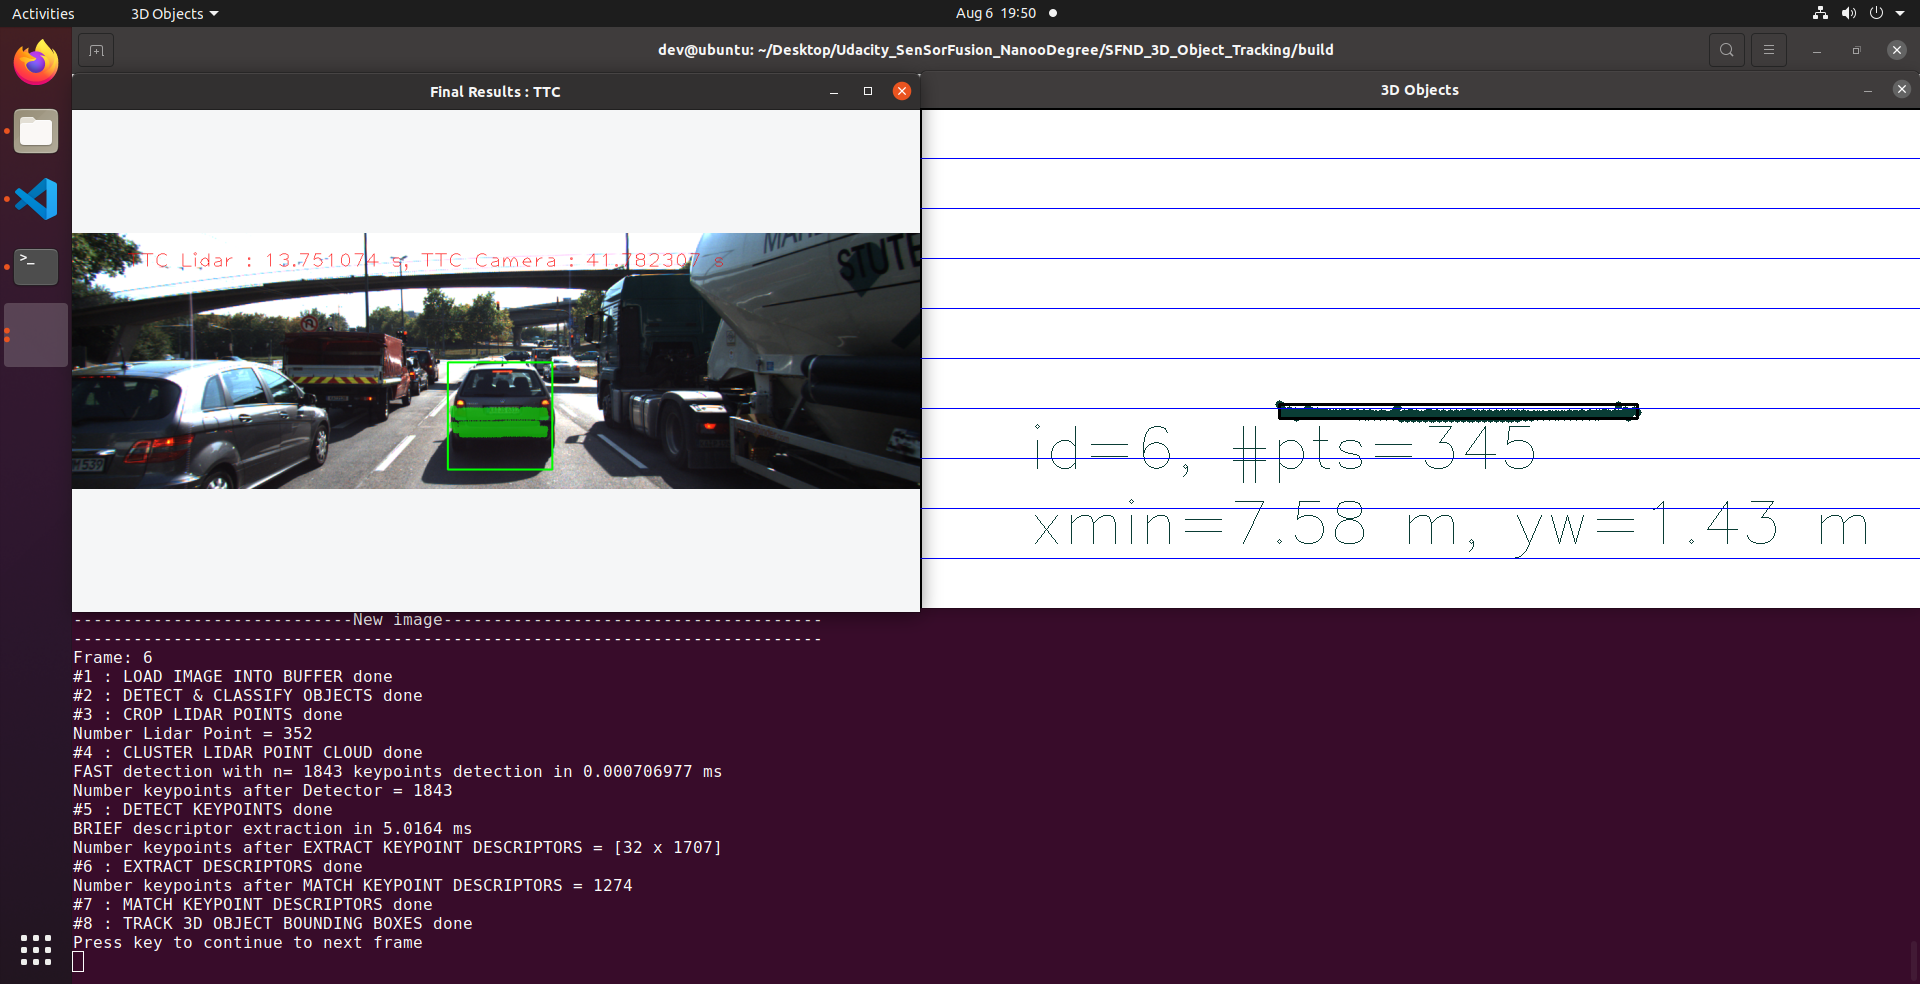 Activities
3D Objects
Aug 6 19:50
dev@ubuntu: ~/Desktop/Udacity_SenSorFusion_NanooDegree/SFND_3D_Object_Tracking/build
Final Results : TTC
3D Objects
TC Lidar : 13.751074 s, TTC Camera : 41.782307 s
STUTE
M 539
id=6, #pts=345
xmin=7.58 m, yw=1.43 m
----------------------------New image--------------------------------------
---------------------------------------------------------------------------
Frame: 6
#1 : LOAD IMAGE INTO BUFFER done
#2 : DETECT & CLASSIFY OBJECTS done
#3 : CROP LIDAR POINTS done
Number Lidar Point = 352
#4 : CLUSTER LIDAR POINT CLOUD done
FAST detection with n= 1843 keypoints detection in 0.000706977 ms
Number keypoints after Detector = 1843
#5 : DETECT KEYPOINTS done
BRIEF descriptor extraction in 5.0164 ms
Number keypoints after EXTRACT KEYPOINT DESCRIPTORS = [32 x 1707]
#6 : EXTRACT DESCRIPTORS done
Number keypoints after MATCH KEYPOINT DESCRIPTORS = 1274
#7 : MATCH KEYPOINT DESCRIPTORS done
#8 : TRACK 3D OBJECT BOUNDING BOXES done
Press key to continue to next frame